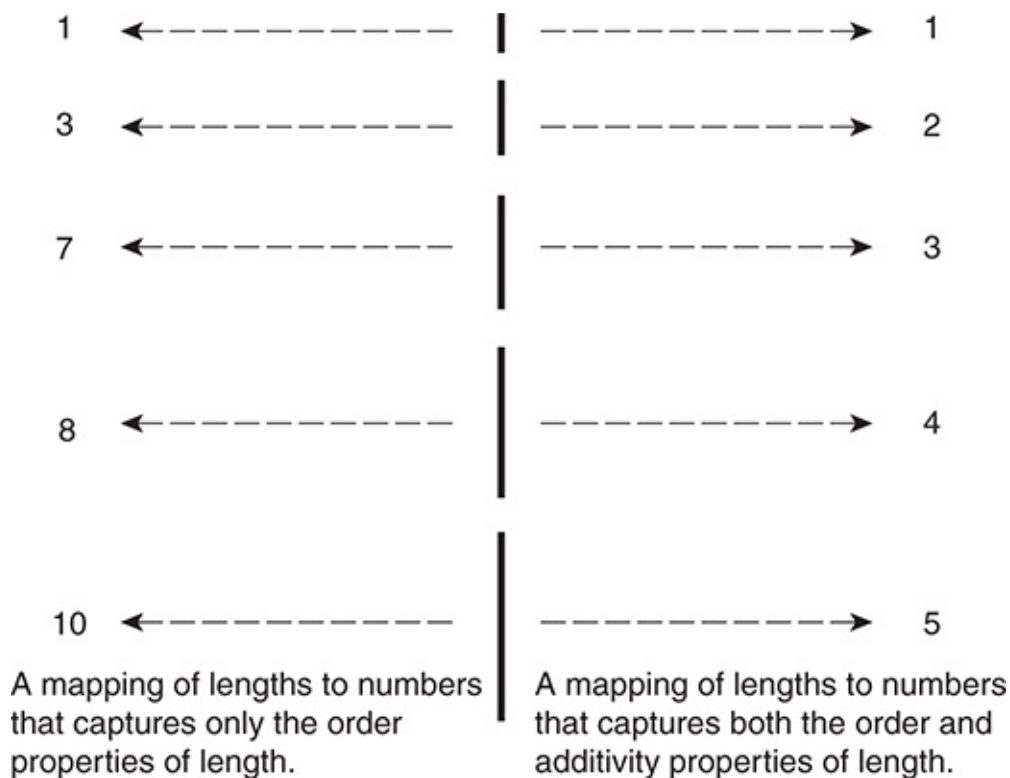 1 1
3 2
7 3
8 4
10 5
A mapping of lengths to numbers
that captures only the order
properties of length.
A mapping of lengths to numbers
that captures both the order and
additivity properties of length.